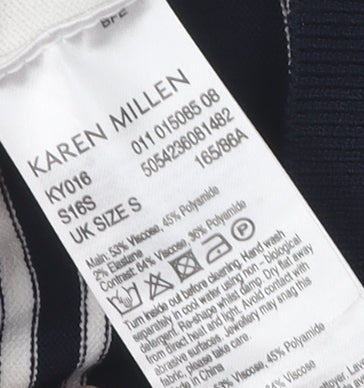 KAREN MILLEN
KY016 011 015085 08
S16S 5054236081482
UK SIZE S 165/86A
Main: 53% Viscose, 45% Polyamide
2% Elastane
Contrast: 64% Viscose, 36% Polyamide
P
Turn inside out before cleaning. Hand wash
separately in cool water using non - biological
detergent. Re-shape whilst damp. Dry flat away
from direct heat and light. Avoid contact with
abrasive surfaces. Jewellery may snag this
fabric, please take care.
Made in China
Viscose, 45% Polyamide